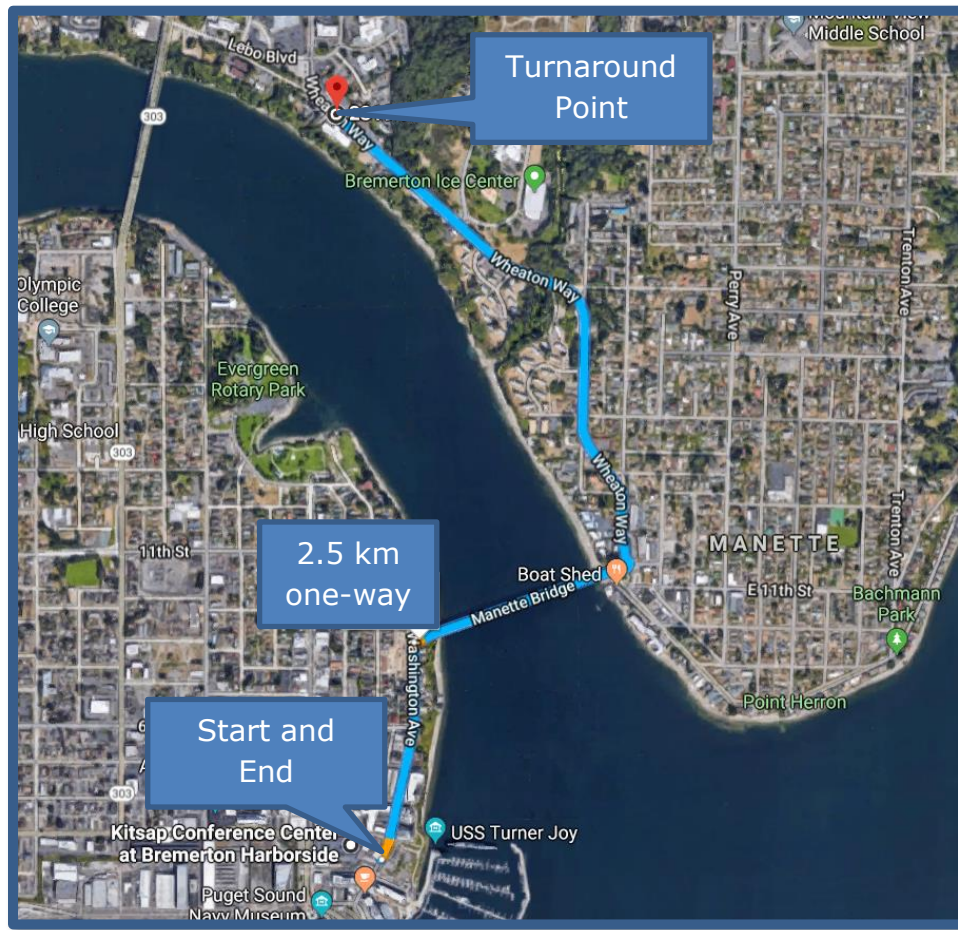 Mountain View
Middle School
Lebo Blvd
Turnaround
Point
303
Wheaton Way
Bremerton Ice Center
Wheaton Way
Trenton Ave
Perry Ave
Olympic
College
Evergreen
Rotary Park
High School
303
Wheaton Way
Trenton Ave
MANETTE
11th St
2.5 km
one-way
Boat Shed
E 11th St
Bachmann
Park
Manette Bridge
Washington Ave
Point Herron
Start and
End
6
A
303
Kitsap Conference Center
at Bremerton Harborside
USS Turner Joy
Puget Sound
Navy Museum